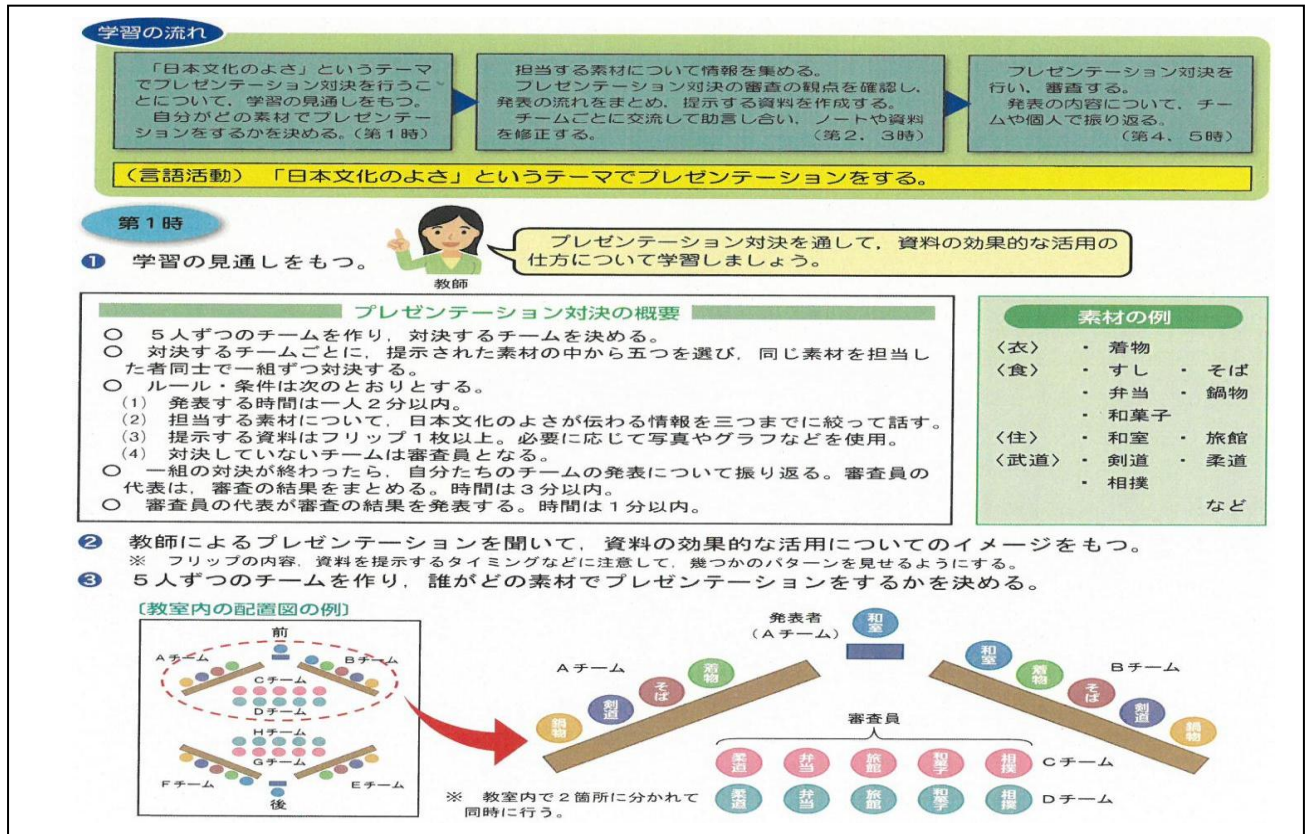 学習の流れ
「日本文化のよさ」というテーマ
でプレゼンテーション対決を行うこ
とについて，学習の見通しをもつ。
自分がどの素材でプレゼンテー
ションをするかを決める。（第１時）
担当する素材について情報を集める。
プレゼンテーション対決の審査の観点を確認し，
発表の流れをまとめ，提示する資料を作成する。
チームごとに交流して助言し合い，ノートや資料
を修正する。 （第２，３時）
プレゼンテーション対決を
行い，審査する。
発表の内容について，チー
ムや個人で振り返る。
（第４，５時）
（言語活動） 「日本文化のよさ」というテーマでプレゼンテーションをする。
第１時
❶ 学習の見通しをもつ。
教師
プレゼンテーション対決を通して，資料の効果的な活用の
仕方について学習しましょう。
プレゼンテーション対決の概要
○ ５人ずつのチームを作り，対決するチームを決める。
○ 対決するチームごとに，提示された素材の中から五つを選び，同じ素材を担当し
た者同士で一組ずつ対決する。
○ ルール・条件は次のとおりとする。
(1) 発表する時間は一人２分以内。
(2) 担当する素材について，日本文化のよさが伝わる情報を三つまでに絞って話す。
(3) 提示する資料はフリップ１枚以上。必要に応じて写真やグラフなどを使用。
(4) 対決していないチームは審査員となる。
○ 一組の対決が終わったら，自分たちのチームの発表について振り返る。審査員の
代表は，審査の結果をまとめる。時間は３分以内。
○ 審査員の代表が審査の結果を発表する。時間は１分以内。
素材の例
〈衣〉 ・着物
〈食〉 ・すし ・そば
・弁当 ・鍋物
・和菓子
〈住〉 ・和室 ・旅館
〈武道〉 ・剣道 ・柔道
・相撲
など
❷ 教師によるプレゼンテーションを聞いて，資料の効果的な活用についてのイメージをもつ。
※ フリップの内容，資料を提示するタイミングなどに注意して，幾つかのパターンを見せるようにする。
❸ ５人ずつのチームを作り，誰がどの素材でプレゼンテーションをするかを決める。
〔教室内の配置図の例〕
前
Ａチーム
Ｂチーム
Ｃチーム
Ｄチーム
Ｈチーム
Ｇチーム
Ｆチーム
Ｅチーム
後
発表者
（Ａチーム）
和室
Ａチーム
着物
そば
剣道
鍋物
Ｂチーム
和室
着物
そば
剣道
鍋物
審査員
柔道 弁当 旅館 和菓子 相撲 Ｃチーム
柔道 弁当 旅館 和菓子 相撲 Ｄチーム
※ 教室内で２箇所に分かれて
同時に行う。